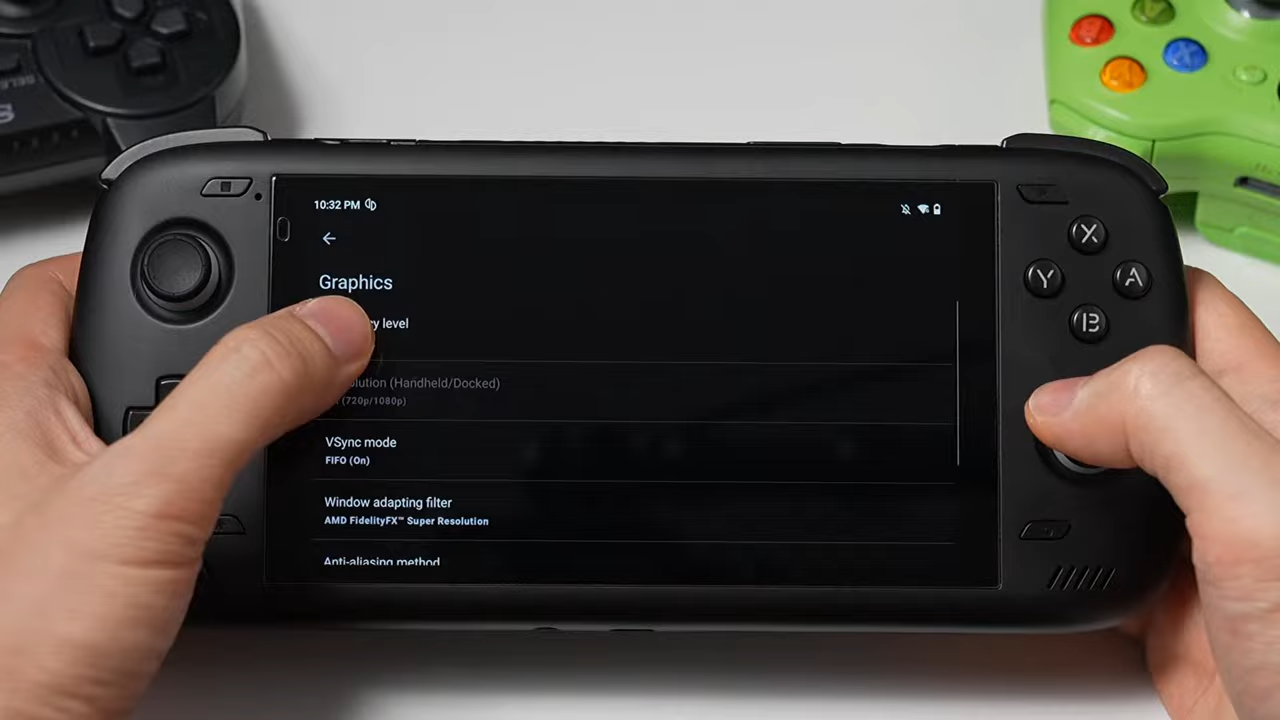 10:32 PM
Graphics
level
(Handheld/Docked)
(720p/1080p)
VSync mode
FIFO (On)
Window adapting filter
AMD FidelityFX™ Super Resolution
Anti-aliasing method
X
Y
A
B